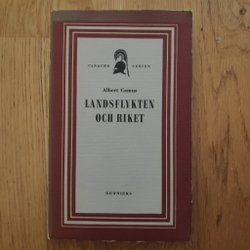 PANACHE SERIEN
Albert Camus
LANDSFLYKTEN
OCH RIKET
BONNIERS